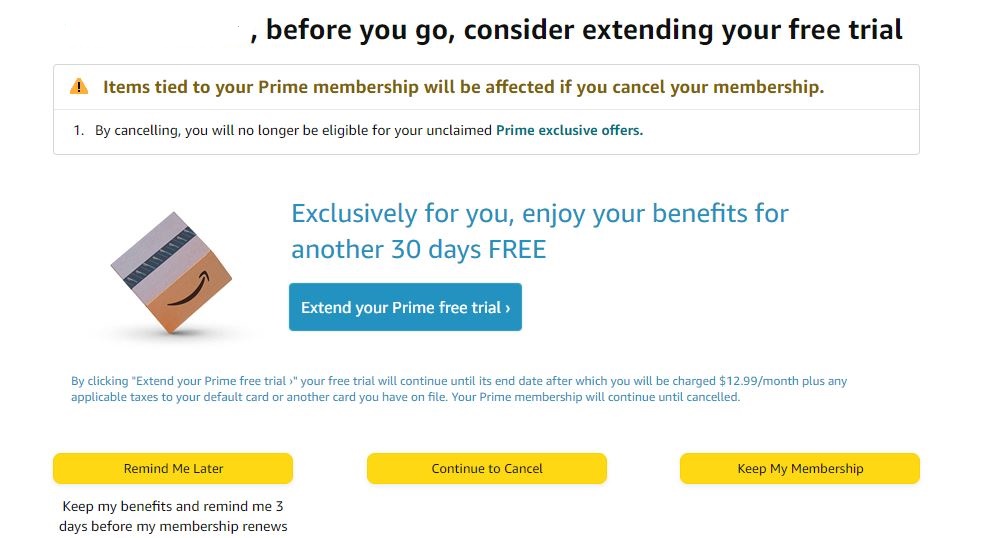 , before you go, consider extending your free trial
Items tied to your Prime membership will be affected if you cancel your membership.
1. By cancelling, you will no longer be eligible for your unclaimed Prime exclusive offers.
Exclusively for you, enjoy your benefits for
another 30 days FREE
Extend your Prime free trial ›
By clicking "Extend your Prime free trial ›" your free trial will continue until its end date after which you will be charged $12.99/month plus any
applicable taxes to your default card or another card you have on file. Your Prime membership will continue until cancelled.
Remind Me Later
Continue to Cancel
Keep My Membership
Keep my benefits and remind me 3
days before my membership renews